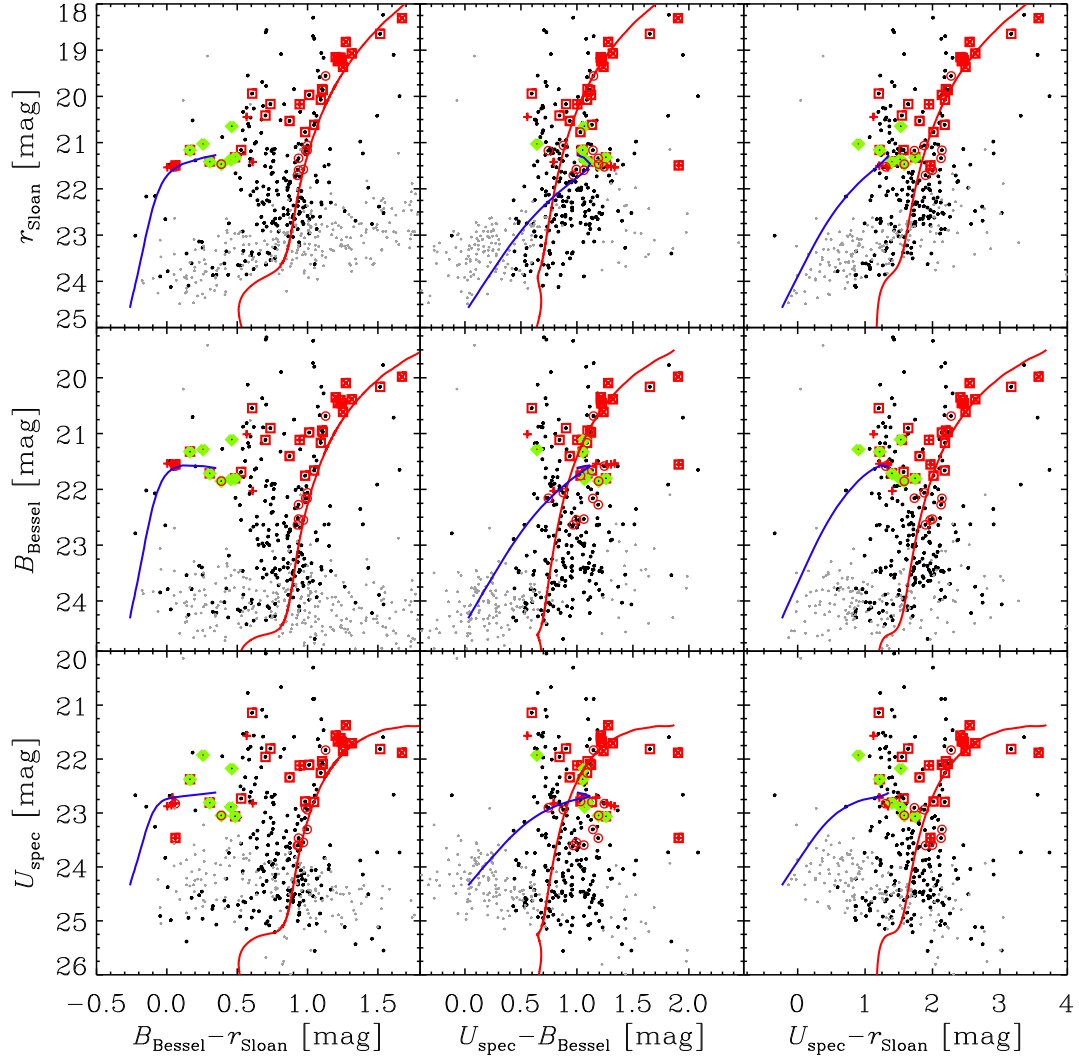 18
19
20
21
22
23
24
25
r_Sloan [mag]
20
21
22
23
24
B_Bessel [mag]
20
21
22
23
24
25
26
U_spec [mag]
−0.5 0.0 0.5 1.0 1.5
0.0 0.5 1.0 1.5 2.0
0 1 2 3 4
B_Bessel−r_Sloan [mag]
U_spec−B_Bessel [mag]
U_spec−r_Sloan [mag]